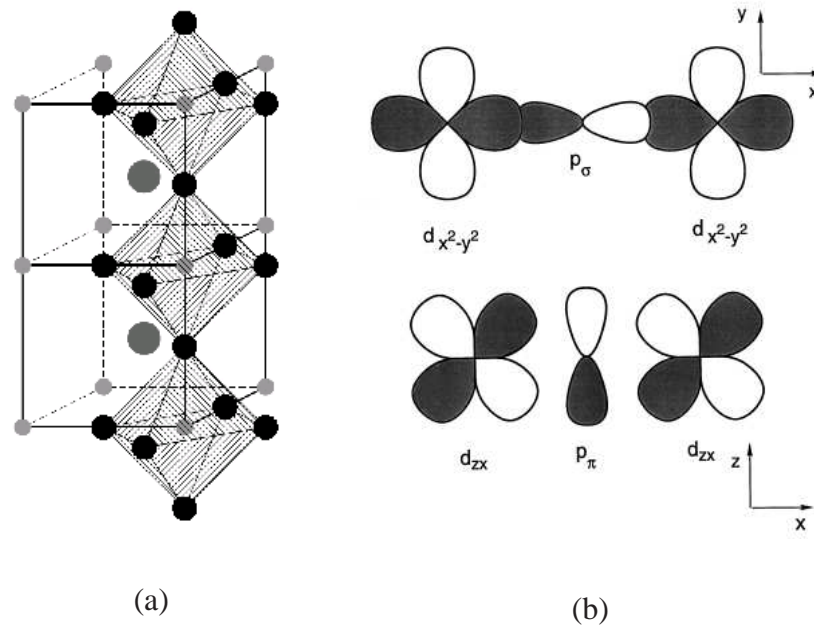 y
x
p σ
d x²-y²
d x²-y²
d zx
p π
d zx
z
x
(a)
(b)